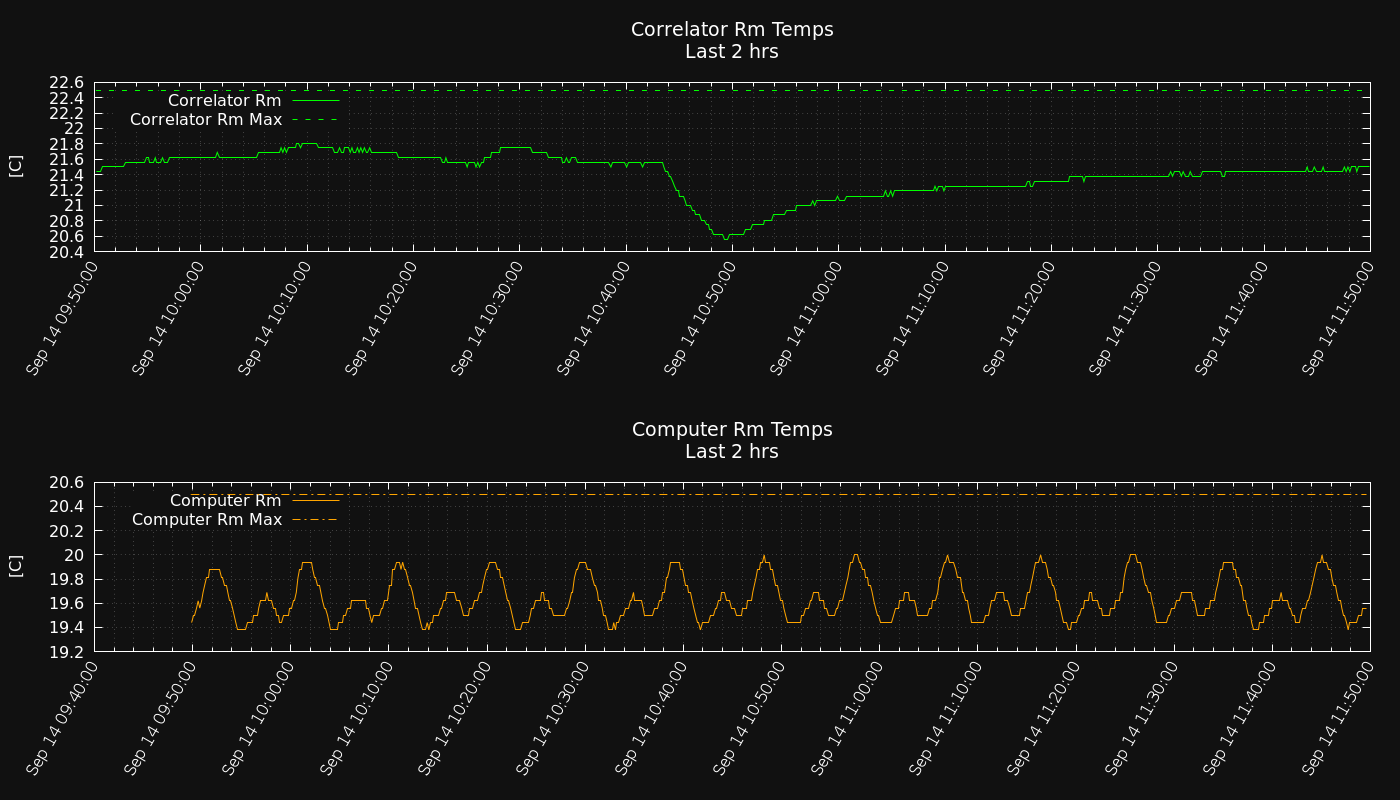 Correlator Rm Temps
Last 2 hrs
22.6
22.4
22.2
22
21.8
21.6
21.4
21.2
21
20.8
20.6
20.4
[C]
Correlator Rm
Correlator Rm Max
Sep 14 09:50:00
Sep 14 10:00:00
Sep 14 10:10:00
Sep 14 10:20:00
Sep 14 10:30:00
Sep 14 10:40:00
Sep 14 10:50:00
Sep 14 11:00:00
Sep 14 11:10:00
Sep 14 11:20:00
Sep 14 11:30:00
Sep 14 11:40:00
Sep 14 11:50:00
Computer Rm Temps
Last 2 hrs
20.6
20.4
20.2
20
19.8
19.6
19.4
19.2
[C]
Computer Rm
Computer Rm Max
Sep 14 09:40:00
Sep 14 09:50:00
Sep 14 10:00:00
Sep 14 10:10:00
Sep 14 10:20:00
Sep 14 10:30:00
Sep 14 10:40:00
Sep 14 10:50:00
Sep 14 11:00:00
Sep 14 11:10:00
Sep 14 11:20:00
Sep 14 11:30:00
Sep 14 11:40:00
Sep 14 11:50:00